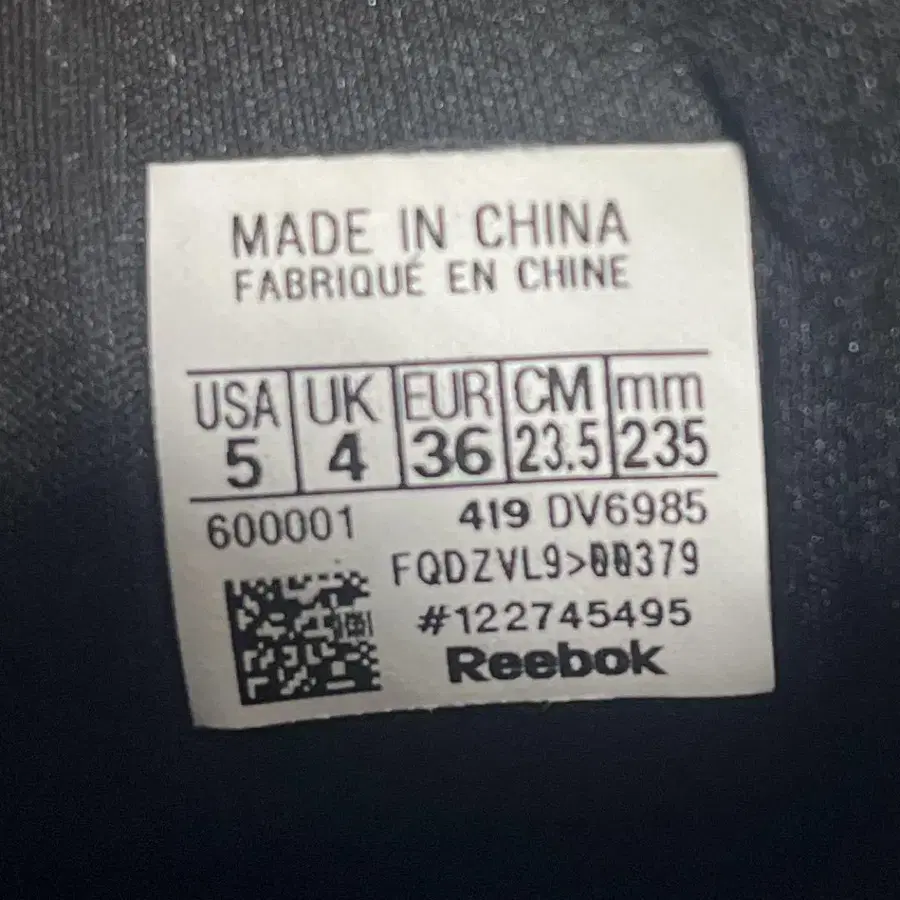 MADE IN CHINA
FABRIQUÉ EN CHINE
USA UK EUR CM mm
5 4 36 23.5 235
600001 419 DV6985
FQDZVL9>00379
#122745495
Reebok